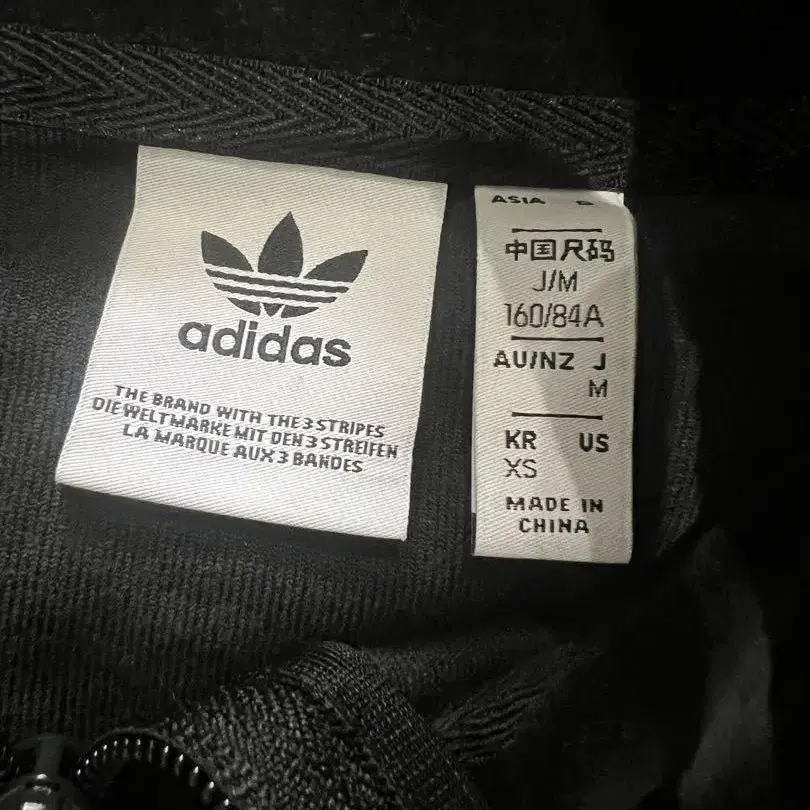 adidas
THE BRAND WITH THE 3 STRIPES
DIE WELTMARKE MIT DEN 3 STREIFEN
LA MARQUE AUX 3 BANDES
ASIA
中国尺码
J/M
160/84A
AU/NZ J
M
KR US
XS
MADE IN
CHINA